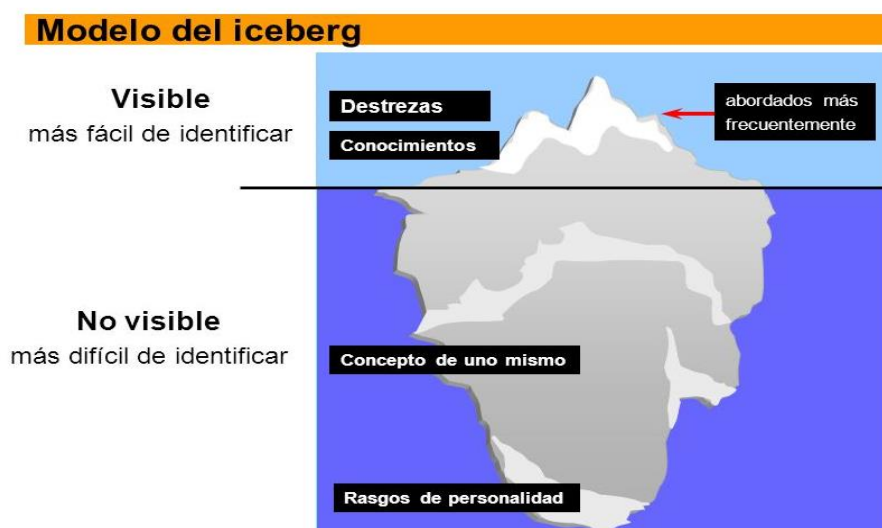 Modelo del iceberg
Visible
más fácil de identificar
Destrezas
Conocimientos
abordados más
frecuentemente
No visible
más difícil de identificar
Concepto de uno mismo
Rasgos de personalidad